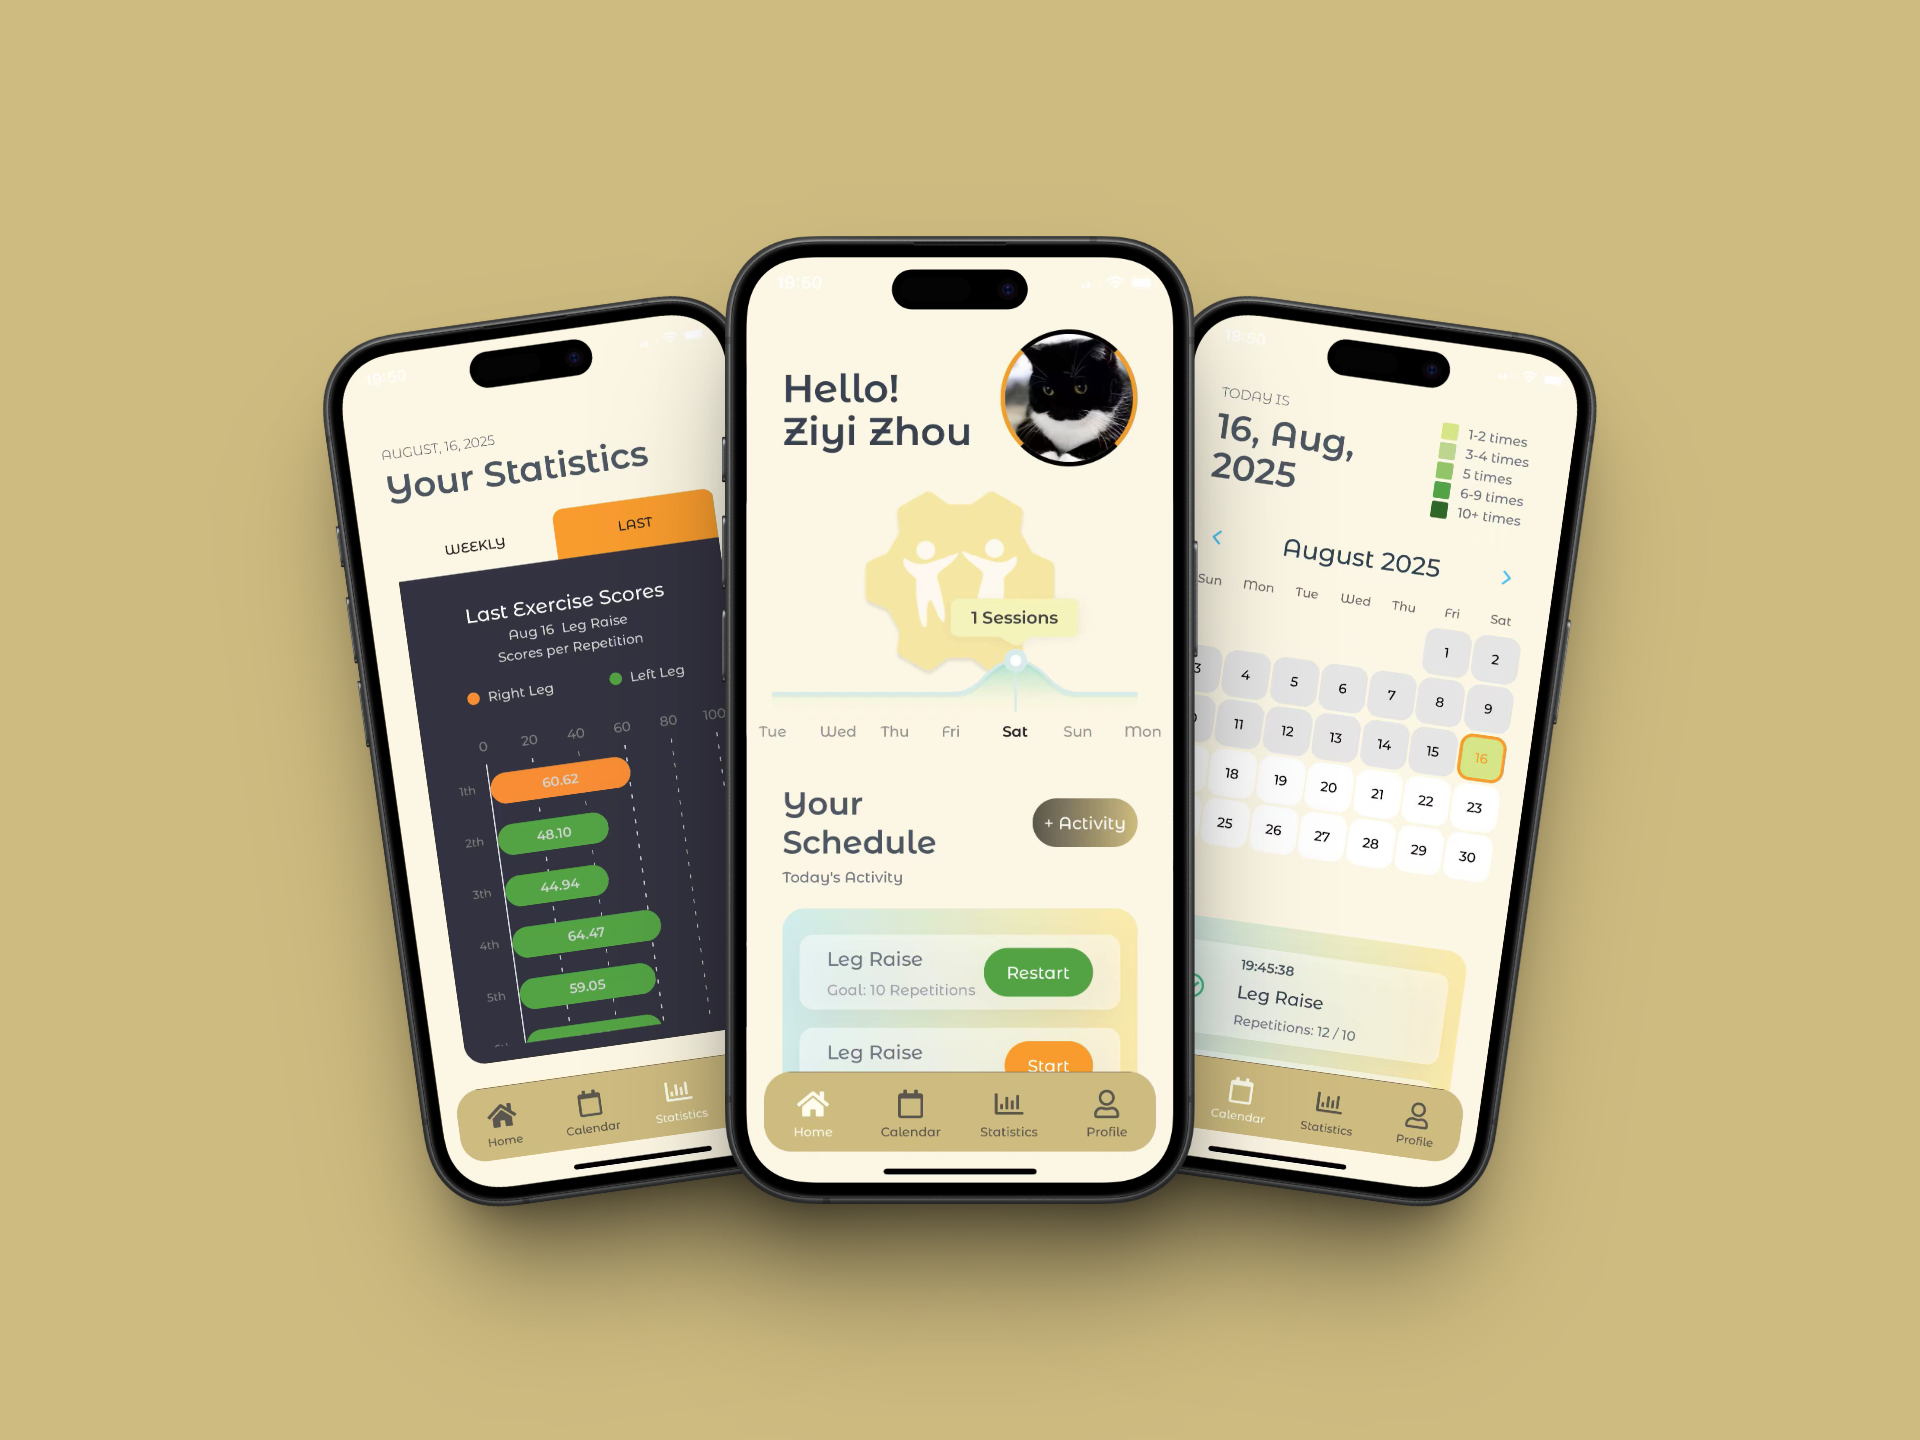 19:50
AUGUST, 16, 2025
Your Statistics
WEEKLY
LAST
Last Exercise Scores
Aug 16 Leg Raise
Scores per Repetition
Right Leg
Left Leg
0 20 40 60 80 100
1th 60.62
2th 48.10
3th 44.94
4th 64.47
5th 59.05
Home
Calendar
Statistics
19:50
Hello!
Ziyi Zhou
1 Sessions
Tue Wed Thu Fri Sat Sun Mon
Your
Schedule
+ Activity
Today's Activity
Leg Raise
Goal: 10 Repetitions
Restart
Leg Raise
Start
Home
Calendar
Statistics
Profile
19:50
TODAY IS
16, Aug,
2025
1-2 times
3-4 times
5 times
6-9 times
10+ times
August 2025
Sun Mon Tue Wed Thu Fri Sat
1 2
3 4 5 6 7 8 9
11 12 13 14 15 16
18 19 20 21 22 23
25 26 27 28 29 30
19:45:38
Leg Raise
Repetitions: 12 / 10
Calendar
Statistics
Profile